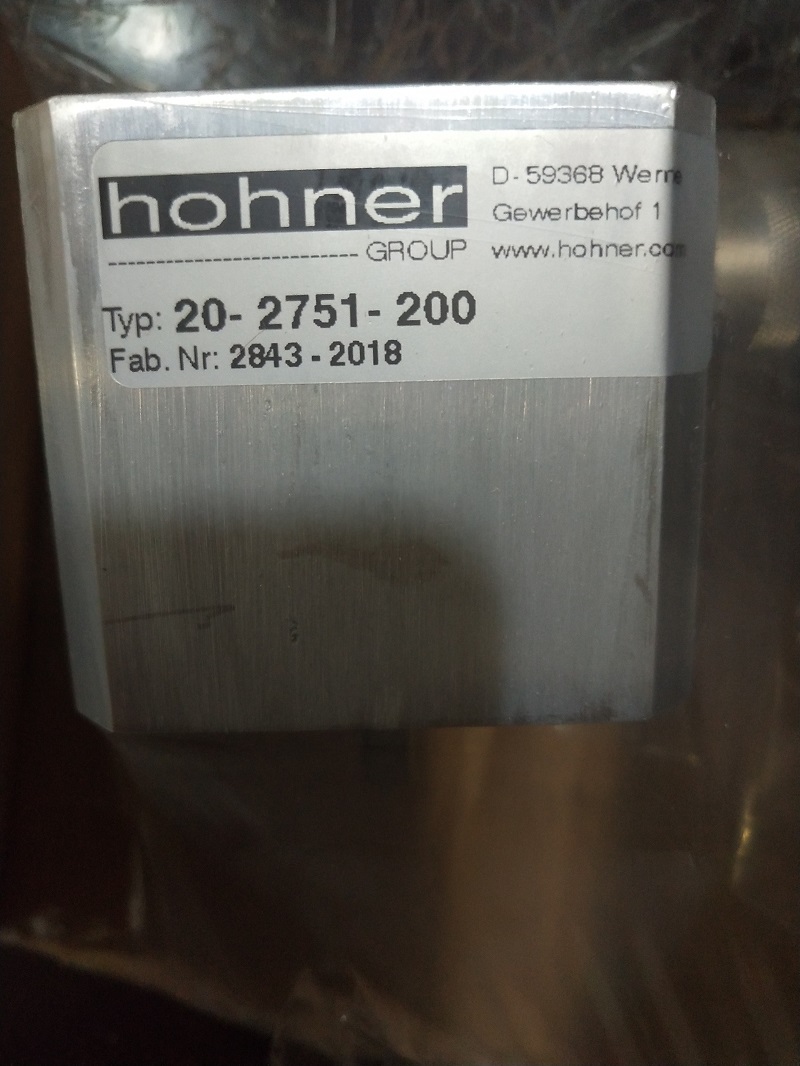 hohner
GROUP
D-59368 Werne
Gewerbehof 1
www.hohner.com
Typ: 20- 2751- 200
Fab. Nr: 2843 - 2018